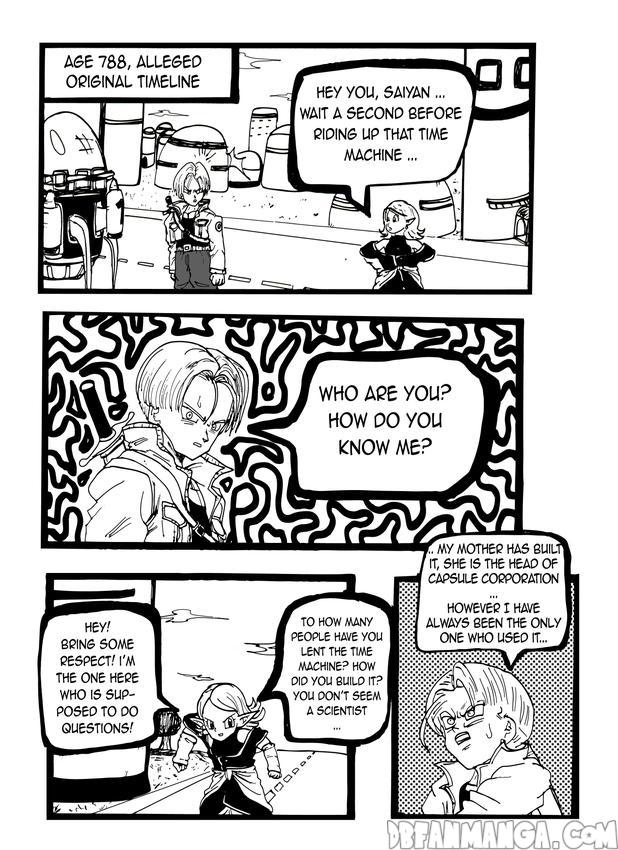 AGE 788, ALLEGED
ORIGINAL TIMELINE
HEY YOU, SAIYAN ...
WAIT A SECOND BEFORE
RIDING UP THAT TIME
MACHINE ...
WHO ARE YOU?
HOW DO YOU
KNOW ME?
HEY!
BRING SOME
RESPECT! I'M
THE ONE HERE
WHO IS SUP-
POSED TO DO
QUESTIONS!
TO HOW MANY
PEOPLE HAVE YOU
LENT THE TIME
MACHINE? HOW
DID YOU BUILD IT?
YOU DON'T SEEM
A SCIENTIST
...
.. MY MOTHER HAS BUILT
IT, SHE IS THE HEAD OF
CAPSULE CORPORATION
...
HOWEVER I HAVE
ALWAYS BEEN THE ONLY
ONE WHO USED IT...
DBFANMANGA.COM